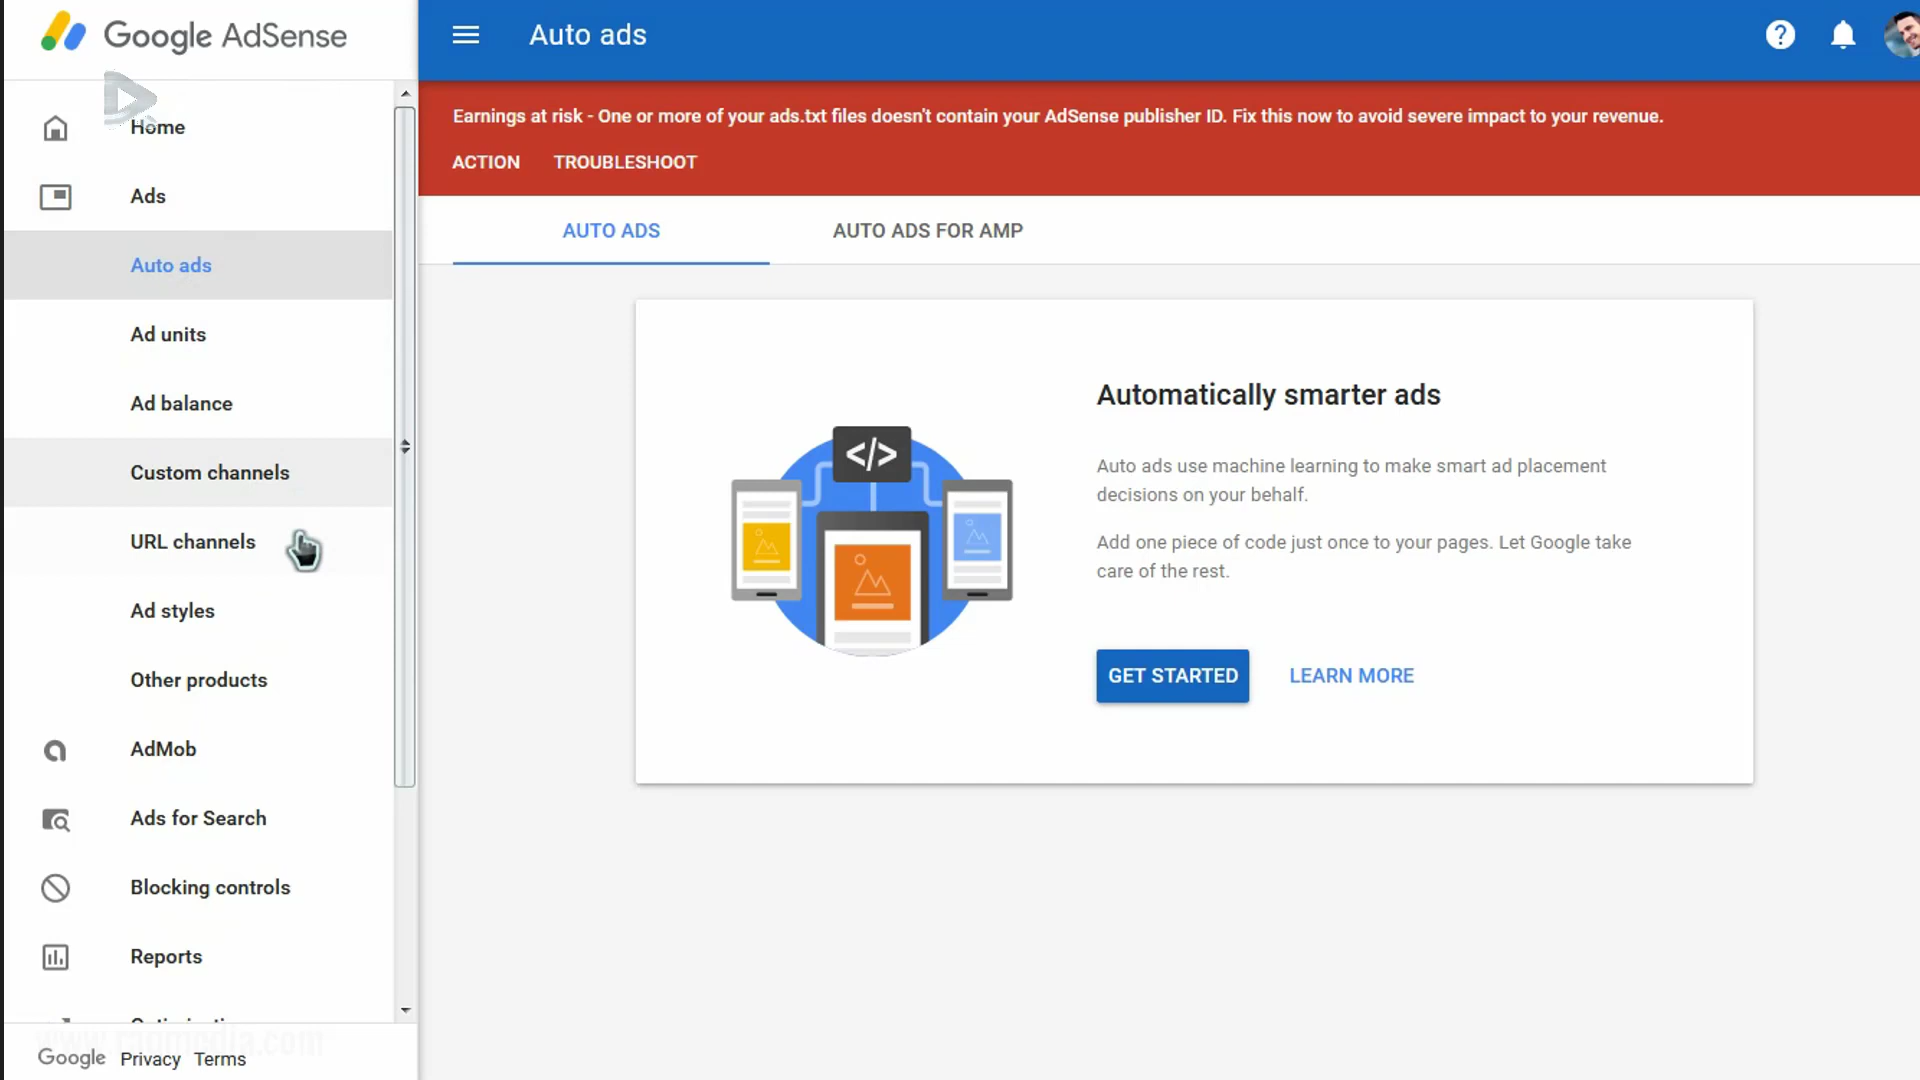 Google AdSense
Home
Ads
Auto ads
Ad units
Ad balance
Custom channels
URL channels
Ad styles
Other products
AdMob
Ads for Search
Blocking controls
Reports
Google Privacy Terms
Auto ads
Earnings at risk - One or more of your ads.txt files doesn't contain your AdSense publisher ID. Fix this now to avoid severe impact to your revenue.
ACTION TROUBLESHOOT
AUTO ADS AUTO ADS FOR AMP
</>
Automatically smarter ads
Auto ads use machine learning to make smart ad placement
decisions on your behalf.
Add one piece of code just once to your pages. Let Google take
care of the rest.
GET STARTED LEARN MORE